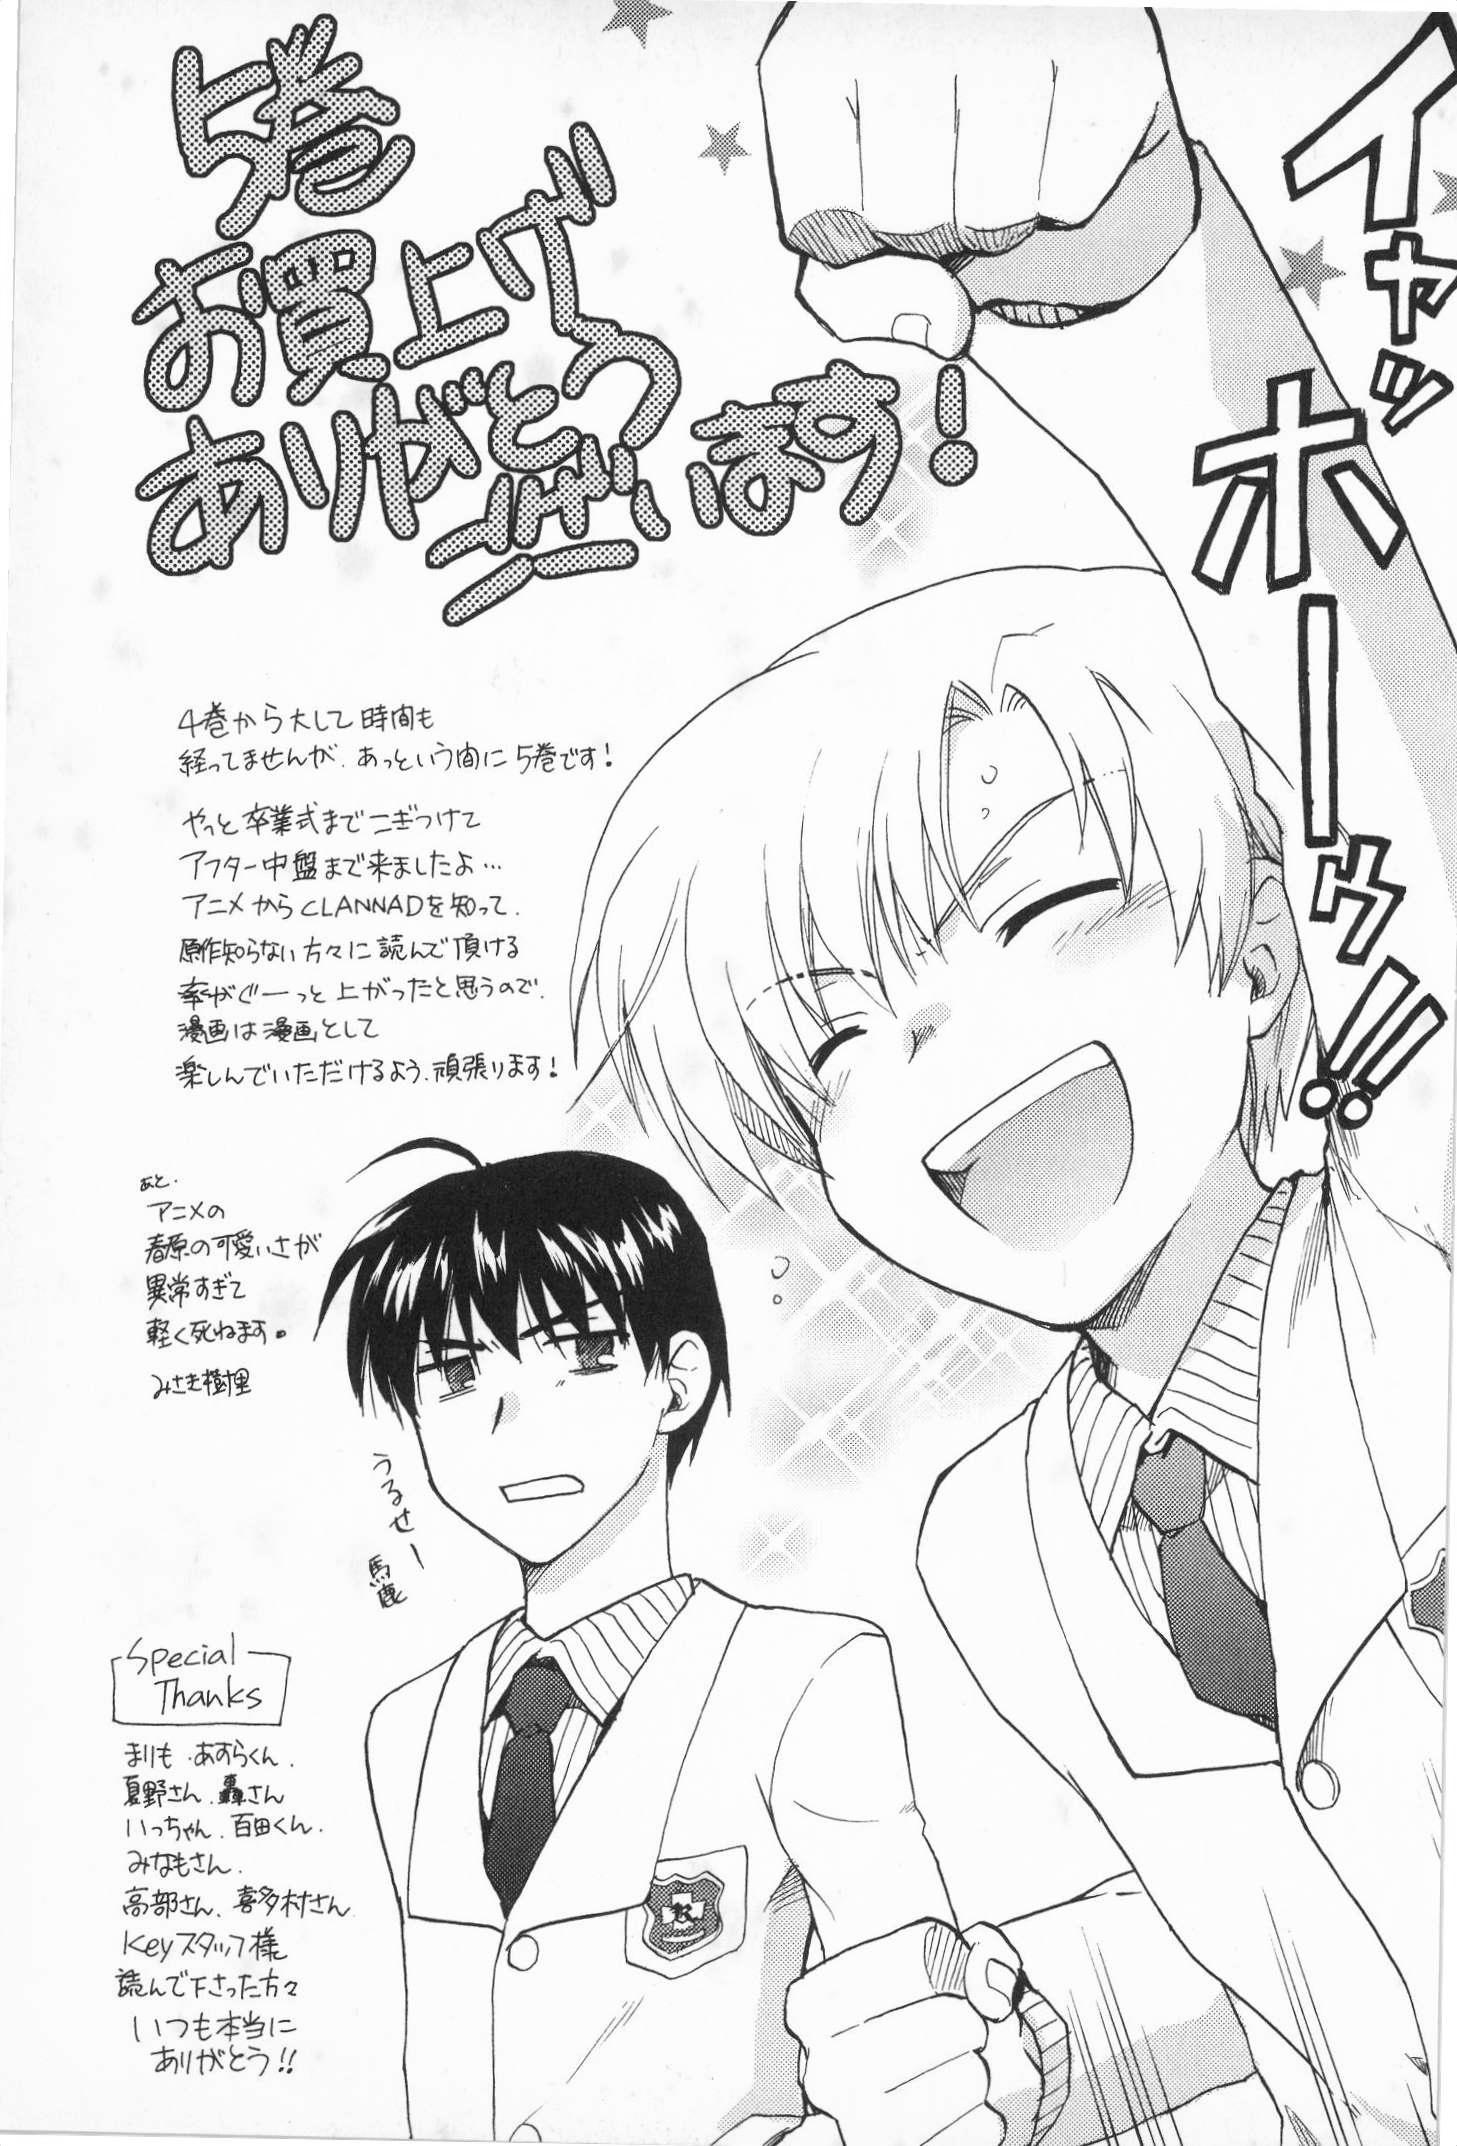 5巻
お買上げ
ありがとう
ございます!
イャッ
ホーーゥ!!!
4巻から大して時間も
経ってませんが、あっという間に5巻です!
やっと卒業式までこぎつけて
アフター中盤まで来ましたよ…
アニメからCLANNADを知って、
原作知らない方々に読んで頂ける
率がぐーっと上がったと思うので、
漫画は漫画として
楽しんでいただけるよう、頑張ります!
あと、
アニメの
春原の可愛いさが
異常すぎて
軽く死ねます。
みさき樹里
うるせー
馬鹿
Special
Thanks
まりも、あすらくん、
夏野さん、轟さん
いっちゃん、百田くん、
みなもさん、
高部さん、喜多村さん
Keyスタッフ様
読んで下さった方々
いつも本当に
ありがとう!!